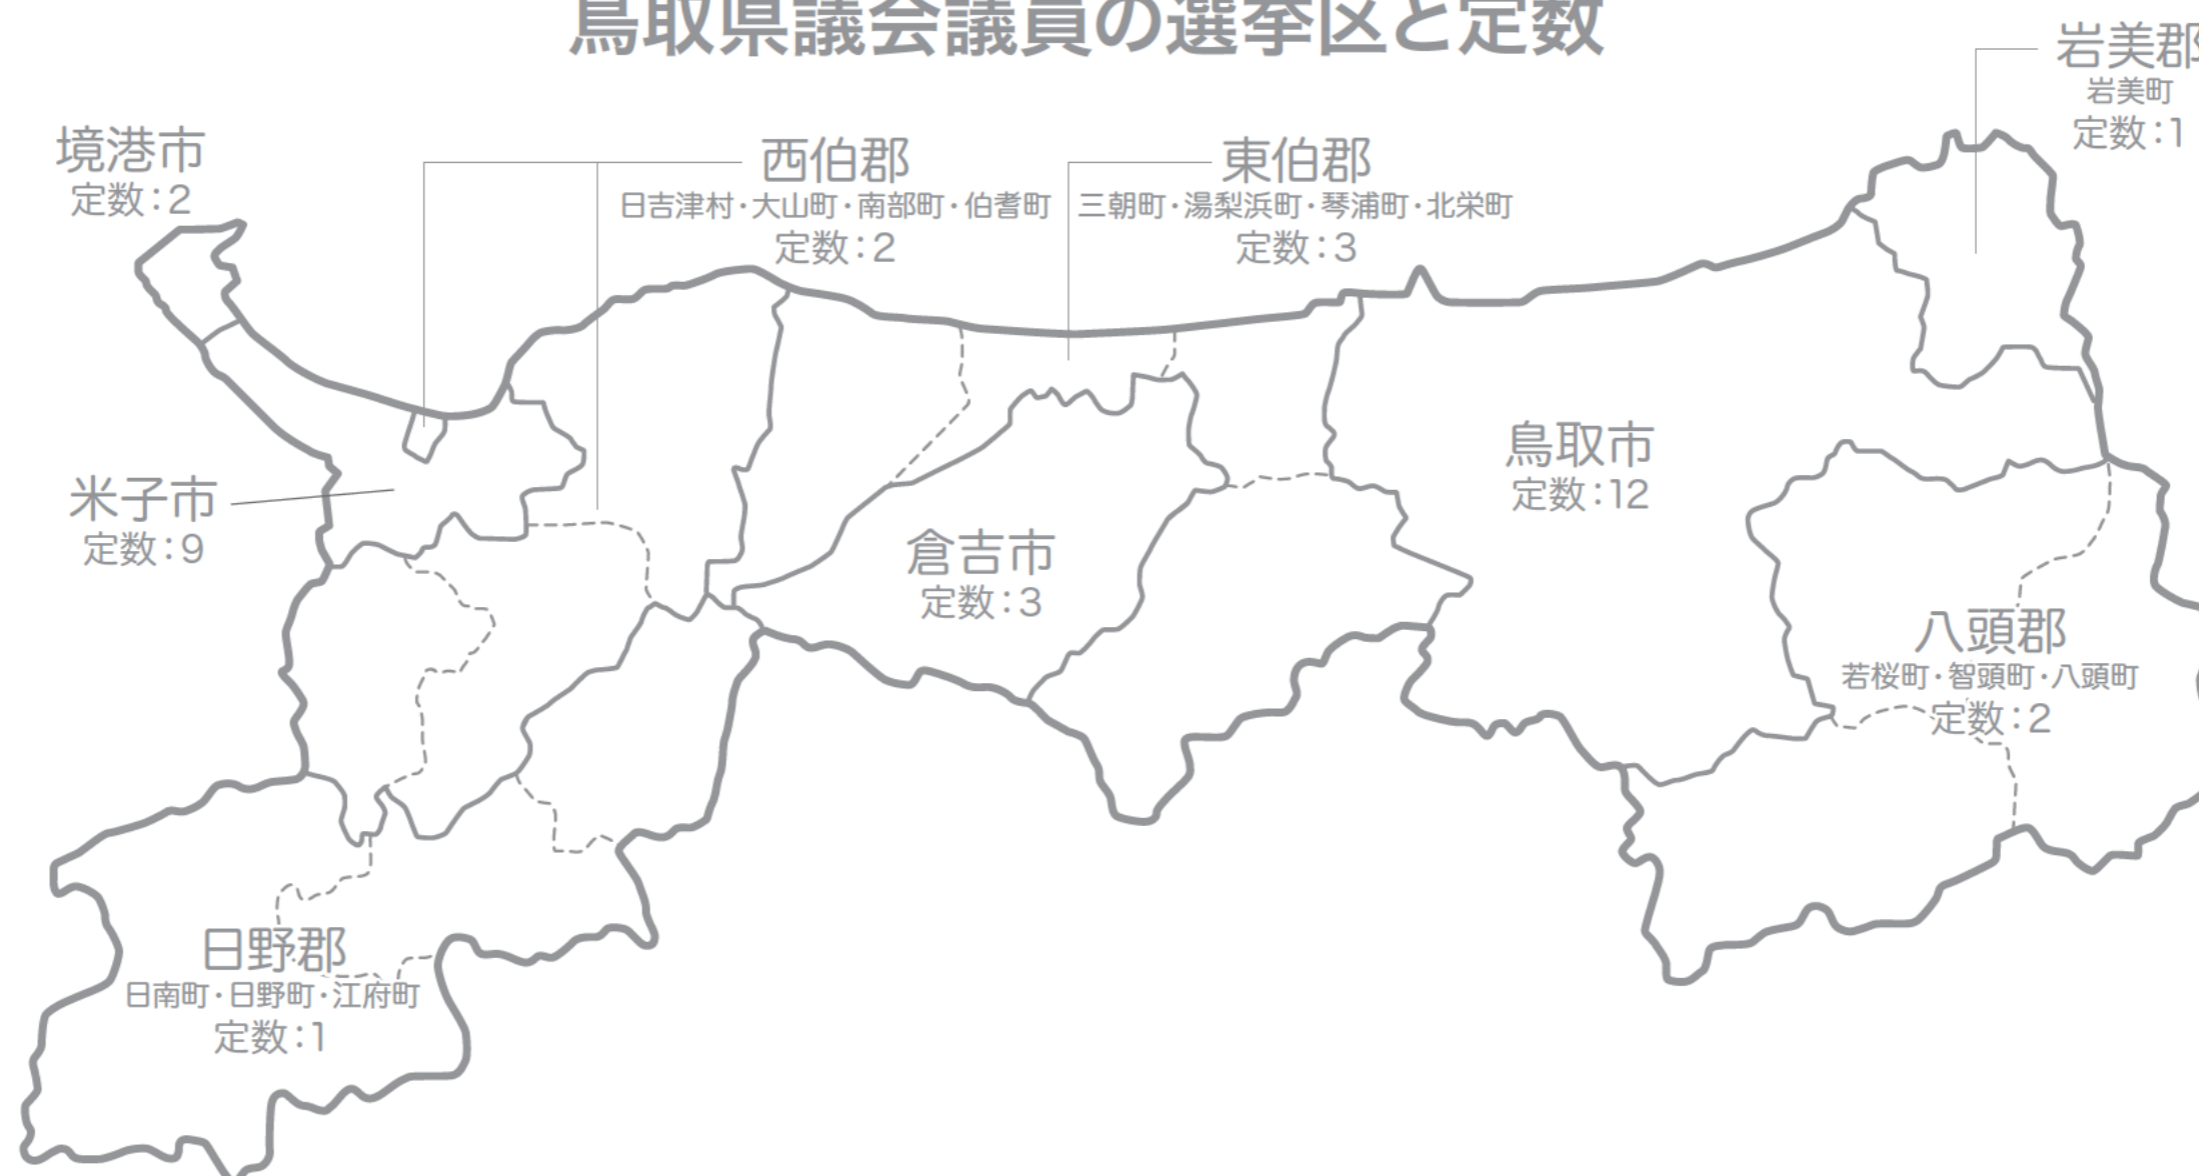 鳥取県議会議員の選挙区と定数
岩美郡
岩美町
定数:1
境港市
定数:2
西伯郡
日吉津村・大山町・南部町・伯耆町
定数:2
東伯郡
三朝町・湯梨浜町・琴浦町・北栄町
定数:3
米子市
定数:9
倉吉市
定数:3
鳥取市
定数:12
八頭郡
若桜町・智頭町・八頭町
定数:2
日野郡
日南町・日野町・江府町
定数:1